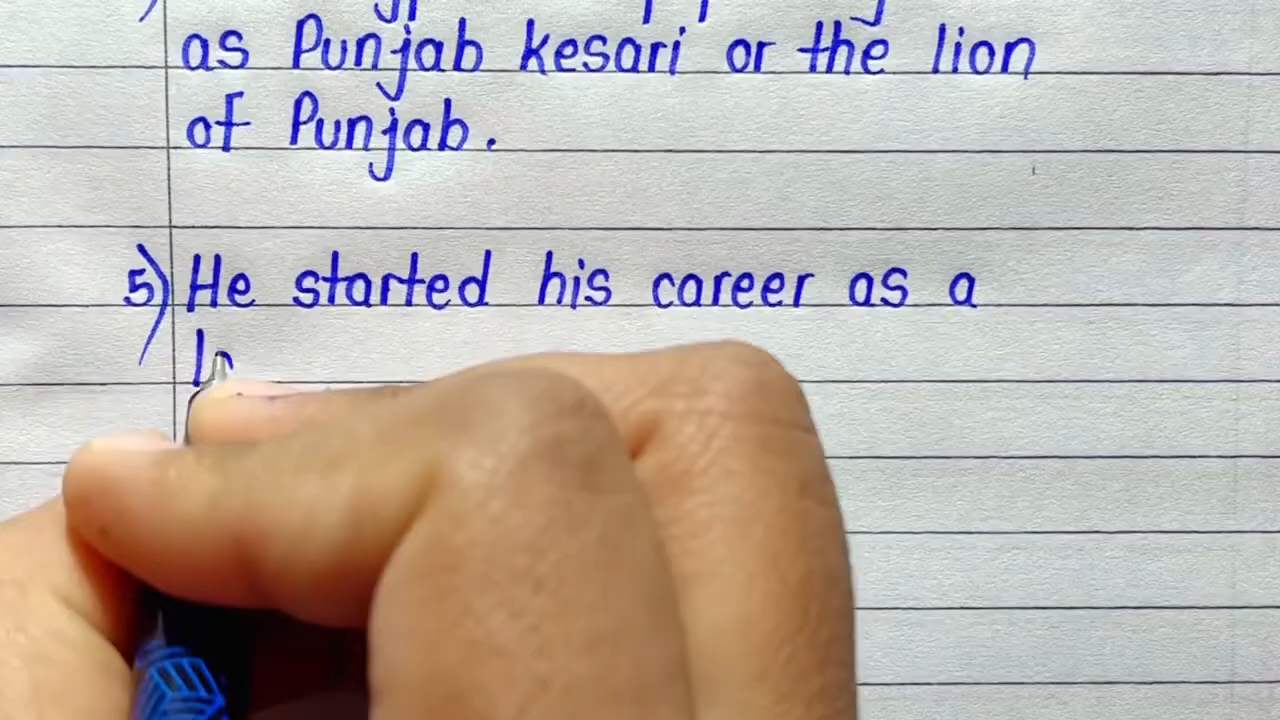 as Punjab kesari or the lion
of Punjab.
5) He started his career as a